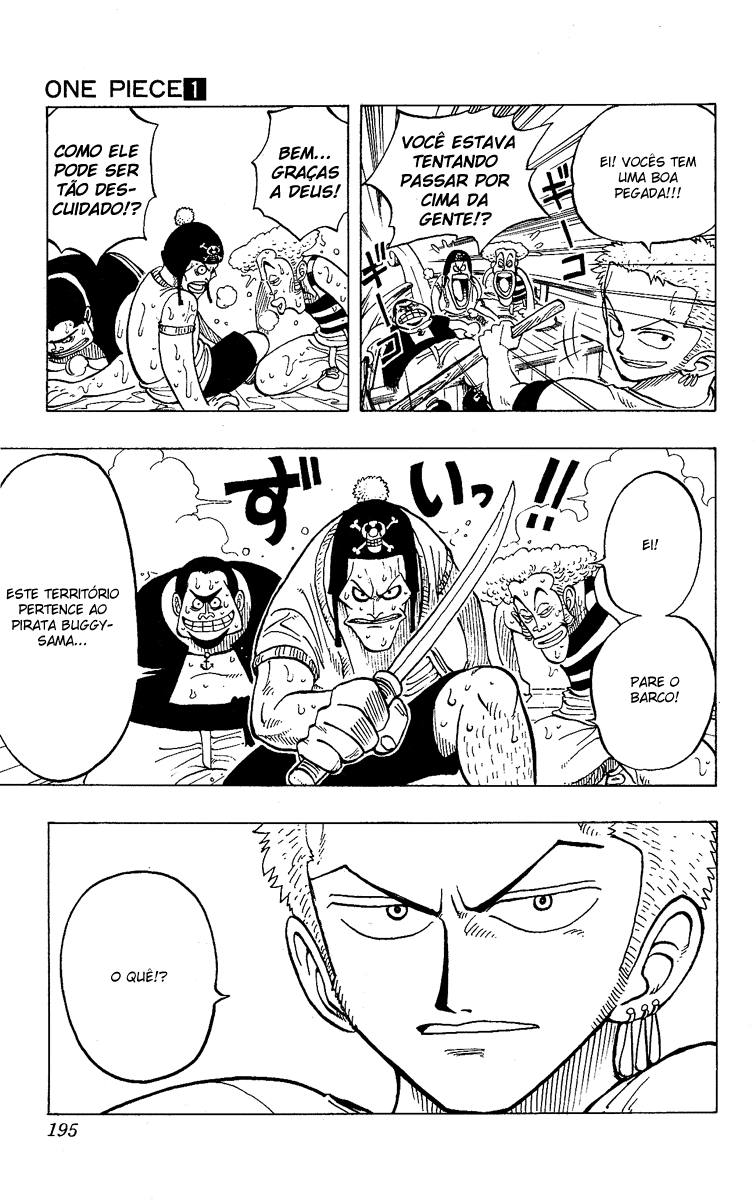 ONE PIECE 1
EI! VOCÊS TEM
UMA BOA
PEGADA!!!
VOCÊ ESTAVA
TENTANDO
PASSAR POR
CIMA DA
GENTE!?
ギーコ
ギーコ
BEM...
GRAÇAS
A DEUS!
COMO ELE
PODE SER
TÃO DES-
CUIDADO!?
EI!
PARE O
BARCO!
ずいっ!!
ESTE TERRITÓRIO
PERTENCE AO
PIRATA BUGGY-
SAMA...
O QUÊ!?
195